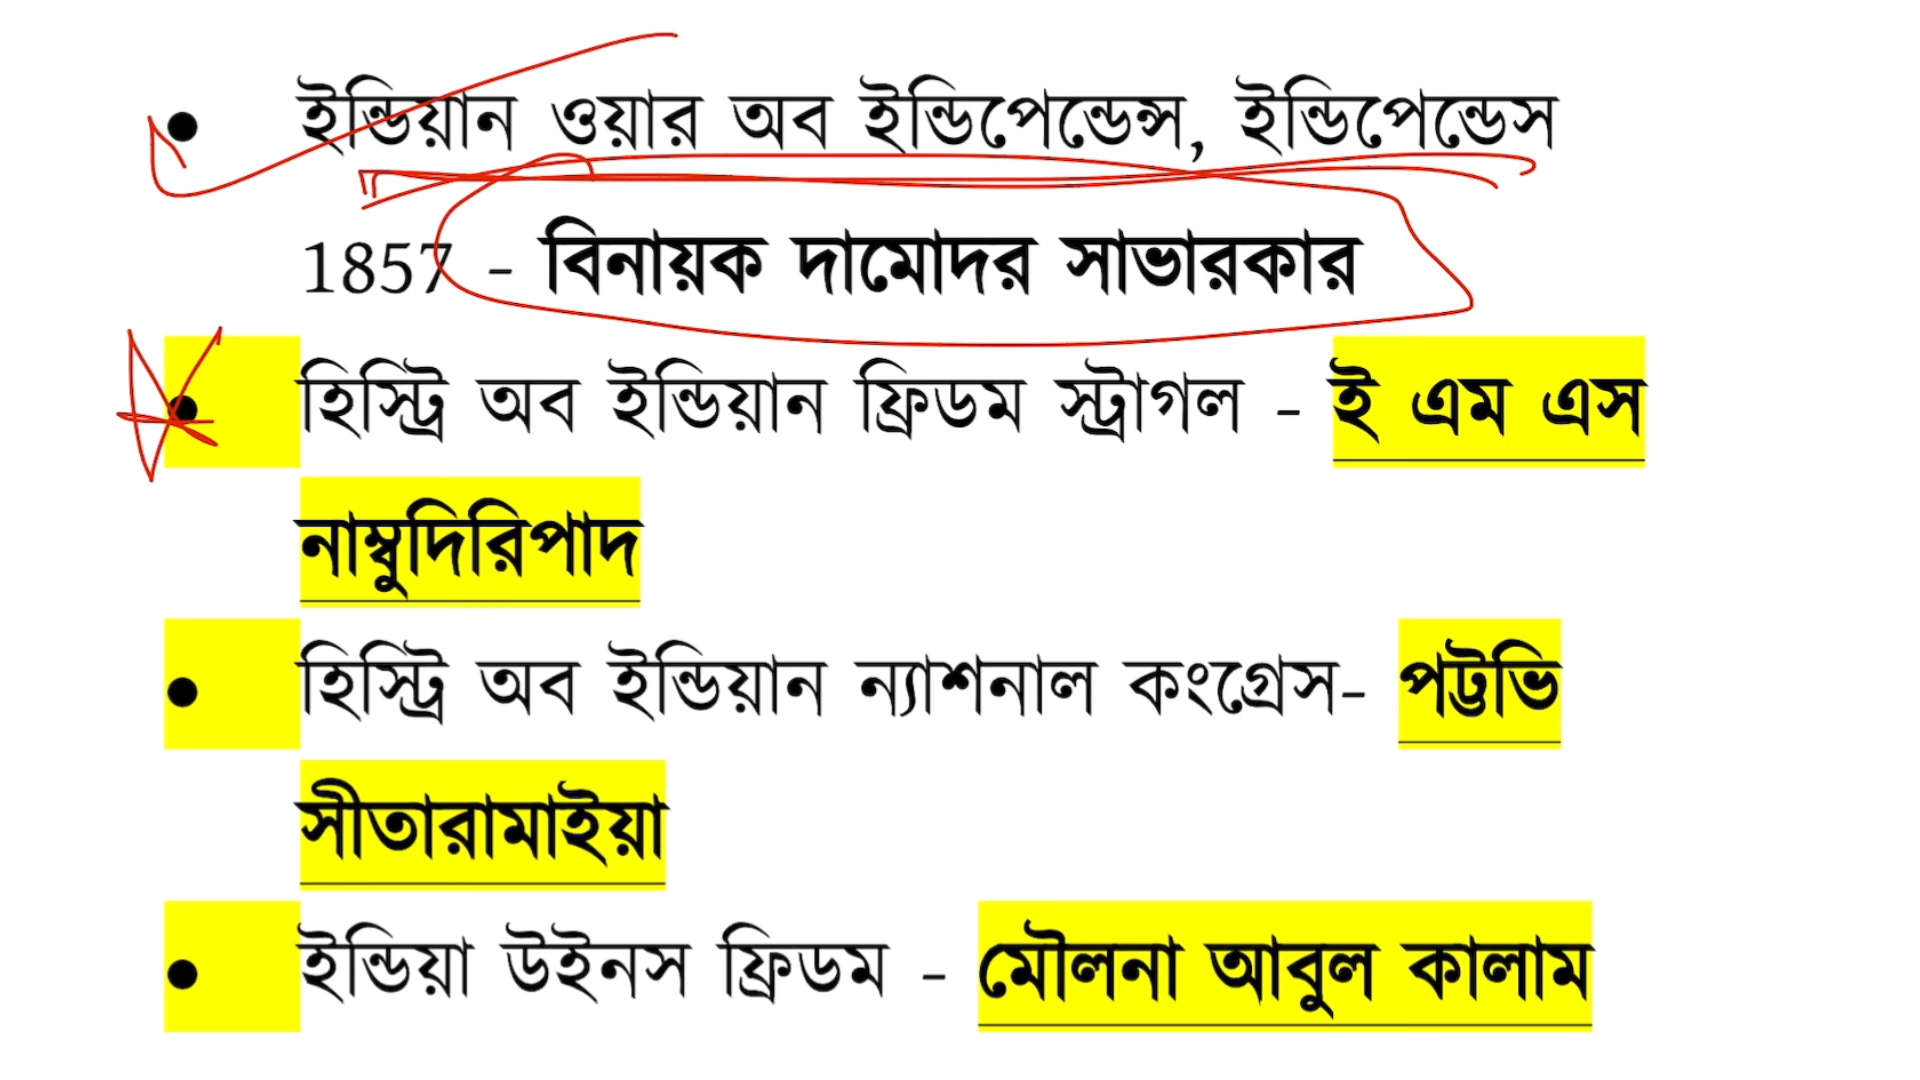 • ইন্ডিয়ান ওয়ার অব ইন্ডিপেন্ডেন্স, ইন্ডিপেন্ডেস
1857 - বিনায়ক দামোদর সাভারকার
• হিস্ট্রি অব ইন্ডিয়ান ফ্রিডম স্ট্রাগল - ই এম এস
নাম্বুদিরিপাদ
• হিস্ট্রি অব ইন্ডিয়ান ন্যাশনাল কংগ্রেস- পট্টভি
সীতারামাইয়া
• ইন্ডিয়া উইনস ফ্রিডম - মৌলনা আবুল কালাম